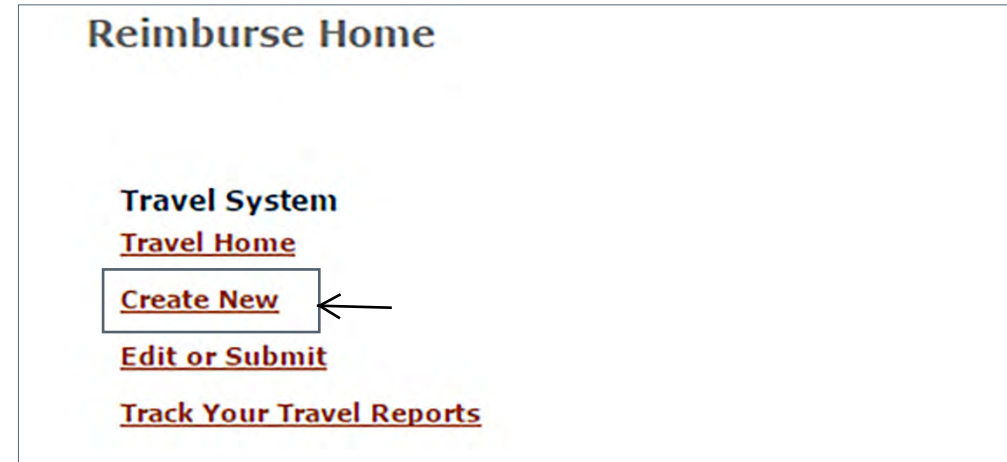 Reimburse Home
Travel System
Travel Home
Create New
Edit or Submit
Track Your Travel Reports